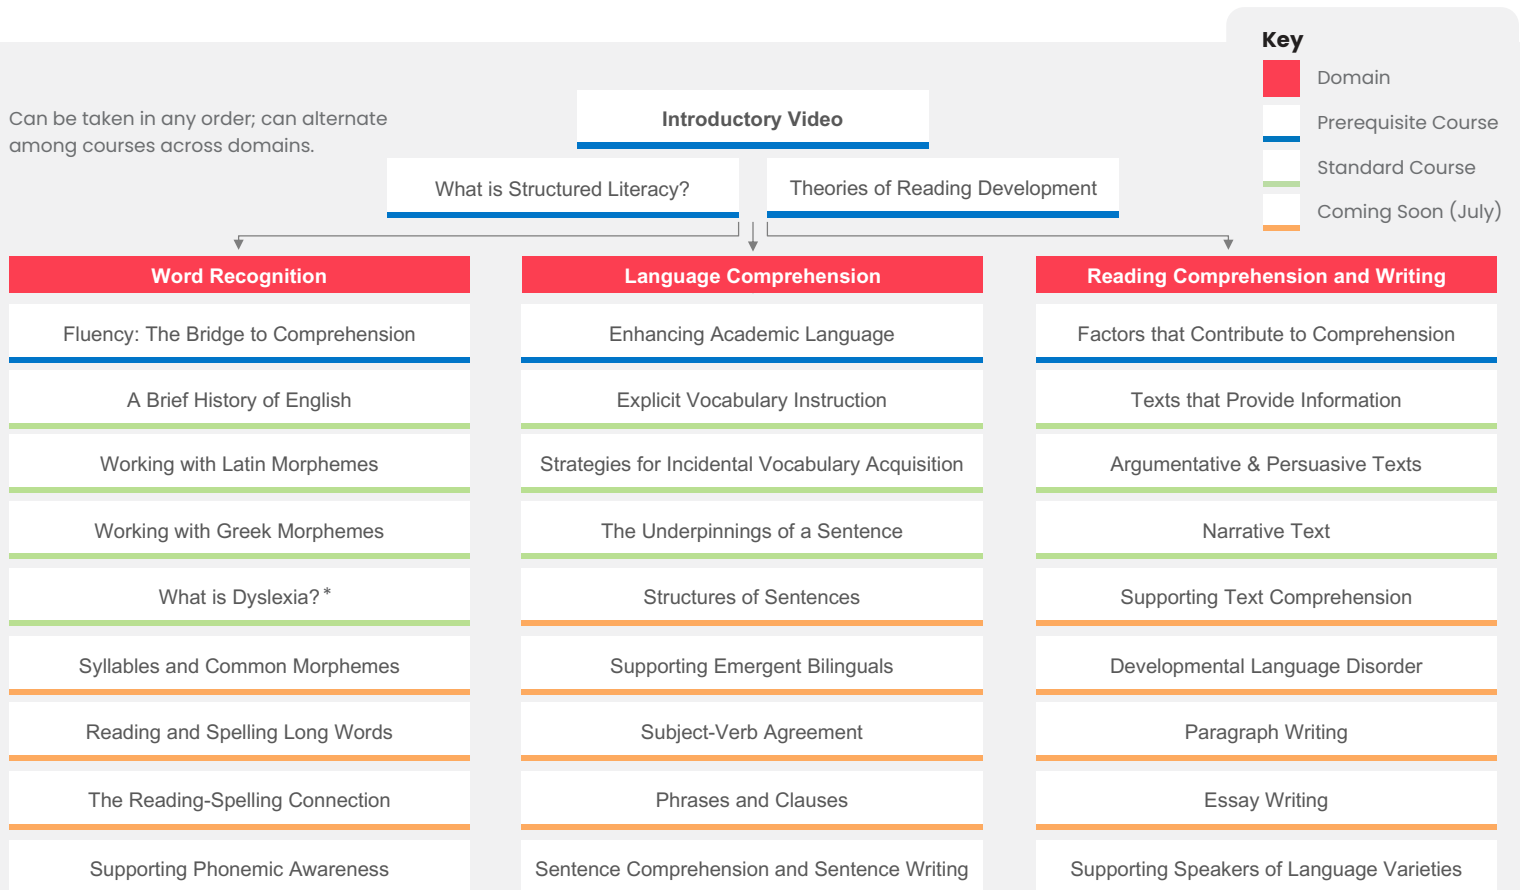 Key
Domain
Prerequisite Course
Standard Course
Coming Soon (July)
Can be taken in any order; can alternate
among courses across domains.
Introductory Video
What is Structured Literacy?
Theories of Reading Development
Word Recognition
Fluency: The Bridge to Comprehension
A Brief History of English
Working with Latin Morphemes
Working with Greek Morphemes
What is Dyslexia?*
Syllables and Common Morphemes
Reading and Spelling Long Words
The Reading-Spelling Connection
Supporting Phonemic Awareness
Language Comprehension
Enhancing Academic Language
Explicit Vocabulary Instruction
Strategies for Incidental Vocabulary Acquisition
The Underpinnings of a Sentence
Structures of Sentences
Supporting Emergent Bilinguals
Subject-Verb Agreement
Phrases and Clauses
Sentence Comprehension and Sentence Writing
Reading Comprehension and Writing
Factors that Contribute to Comprehension
Texts that Provide Information
Argumentative & Persuasive Texts
Narrative Text
Supporting Text Comprehension
Developmental Language Disorder
Paragraph Writing
Essay Writing
Supporting Speakers of Language Varieties